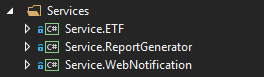 Services
C# Service.ETF
C# Service.ReportGenerator
C# Service.WebNotification